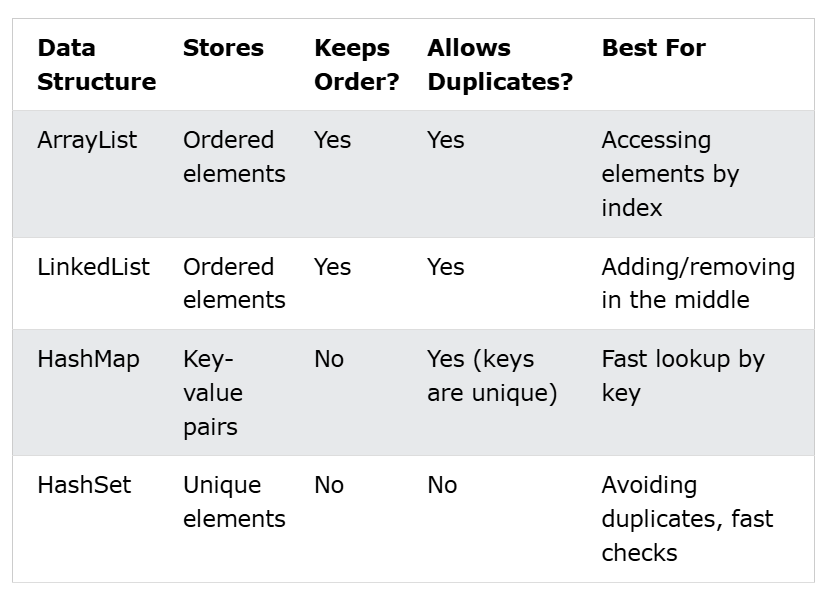 Data Structure Stores Keeps Order? Allows Duplicates? Best For
ArrayList Ordered elements Yes Yes Accessing elements by index
LinkedList Ordered elements Yes Yes Adding/removing in the middle
HashMap Key-value pairs No Yes (keys are unique) Fast lookup by key
HashSet Unique elements No No Avoiding duplicates, fast checks